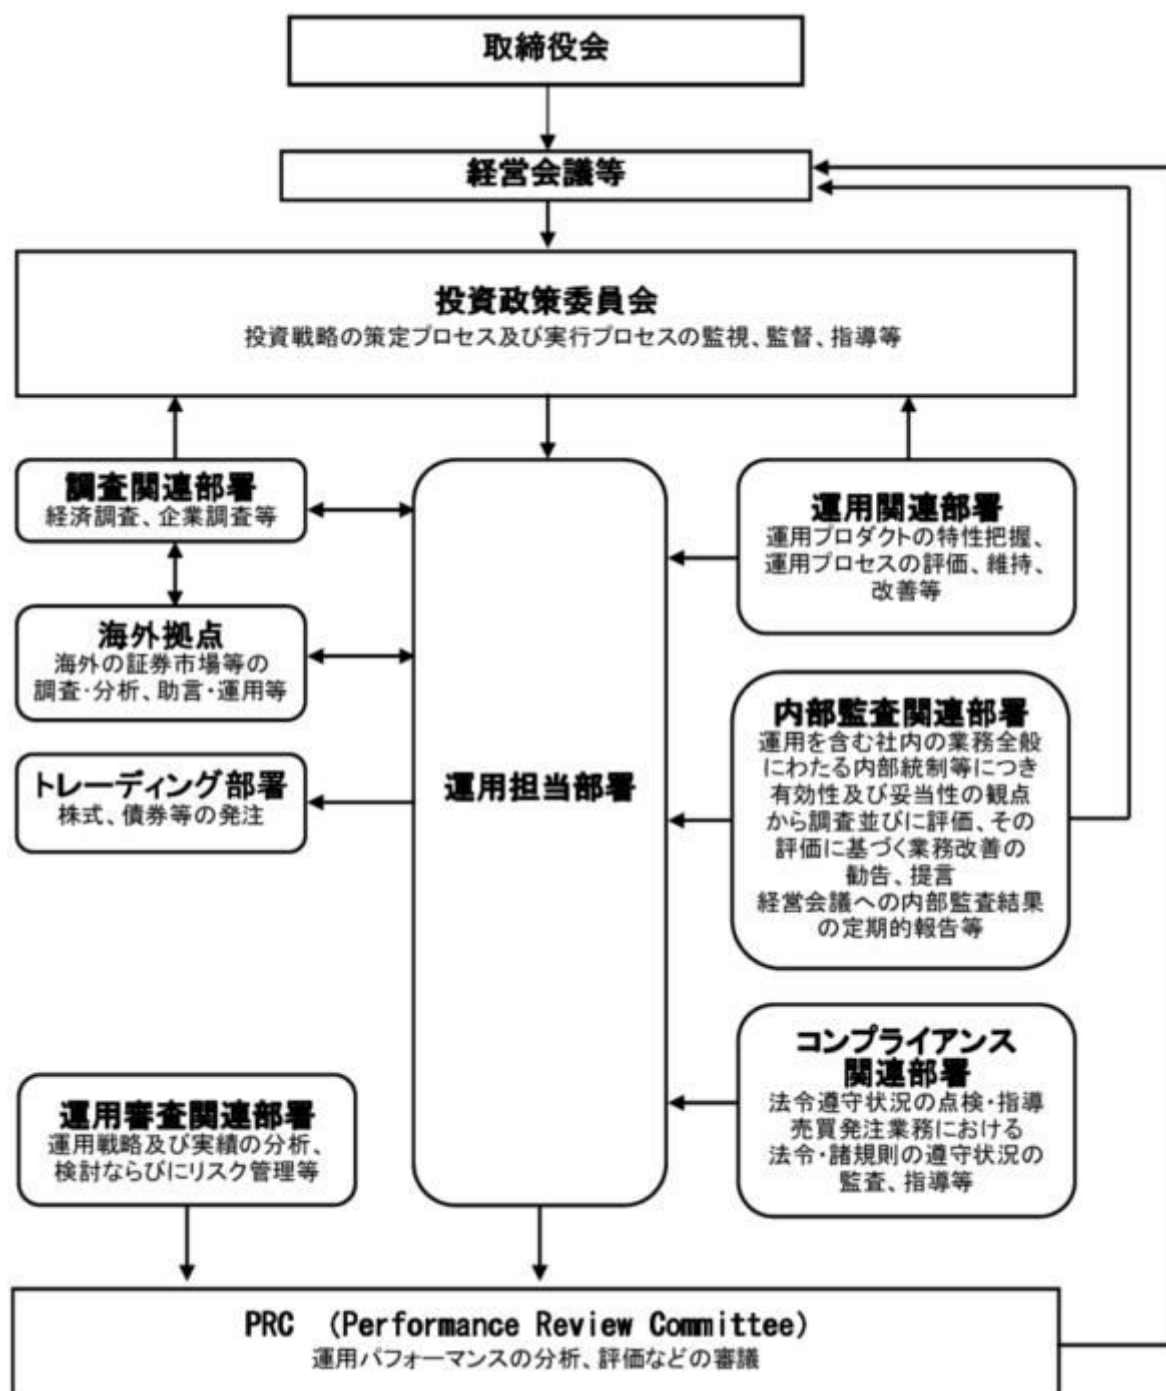 取締役会
経営会議等
投資政策委員会
投資戦略の策定プロセス及び実行プロセスの監視、監督、指導等
調査関連部署
経済調査、企業調査等
海外拠点
海外の証券市場等の
調査・分析、助言・運用等
トレーディング部署
株式、債券等の発注
運用担当部署
運用関連部署
運用プロダクトの特性把握、
運用プロセスの評価、維持、
改善等
内部監査関連部署
運用を含む社内の業務全般
にわたる内部統制等につき
有効性及び妥当性の観点
から調査並びに評価、その
評価に基づく業務改善の
勧告、提言
経営会議への内部監査結果
の定期的報告等
コンプライアンス
関連部署
法令遵守状況の点検・指導
売買発注業務における
法令・諸規則の遵守状況の
監査、指導等
運用審査関連部署
運用戦略及び実績の分析、
検討ならびにリスク管理等
PRC （Performance Review Committee）
運用パフォーマンスの分析、評価などの審議